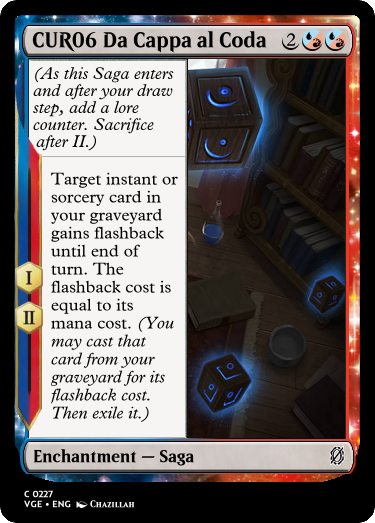 CUR06 Da Cappa al Coda 2
(As this Saga enters
and after your draw
step, add a lore
counter. Sacrifice
after II.)
I
II
Target instant or
sorcery card in
your graveyard
gains flashback
until end of
turn. The
flashback cost is
equal to its
mana cost. (You
may cast that
card from your
graveyard for its
flashback cost.
Then exile it.)
Enchantment — Saga
C 0227
VGE • ENG Chazillah